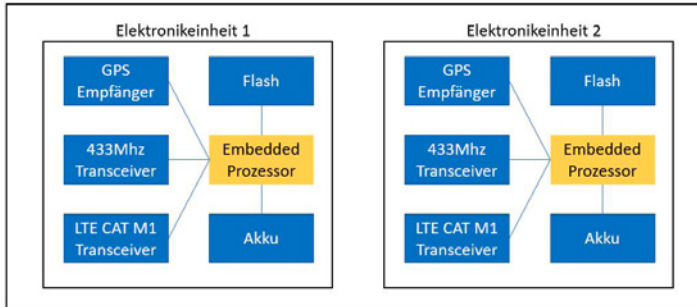 Elektronikeinheit 1
GPS
Empfänger
Flash
433Mhz
Transceiver
Embedded
Prozessor
LTE CAT M1
Transceiver
Akku
Elektronikeinheit 2
GPS
Empfänger
Flash
433Mhz
Transceiver
Embedded
Prozessor
LTE CAT M1
Transceiver
Akku